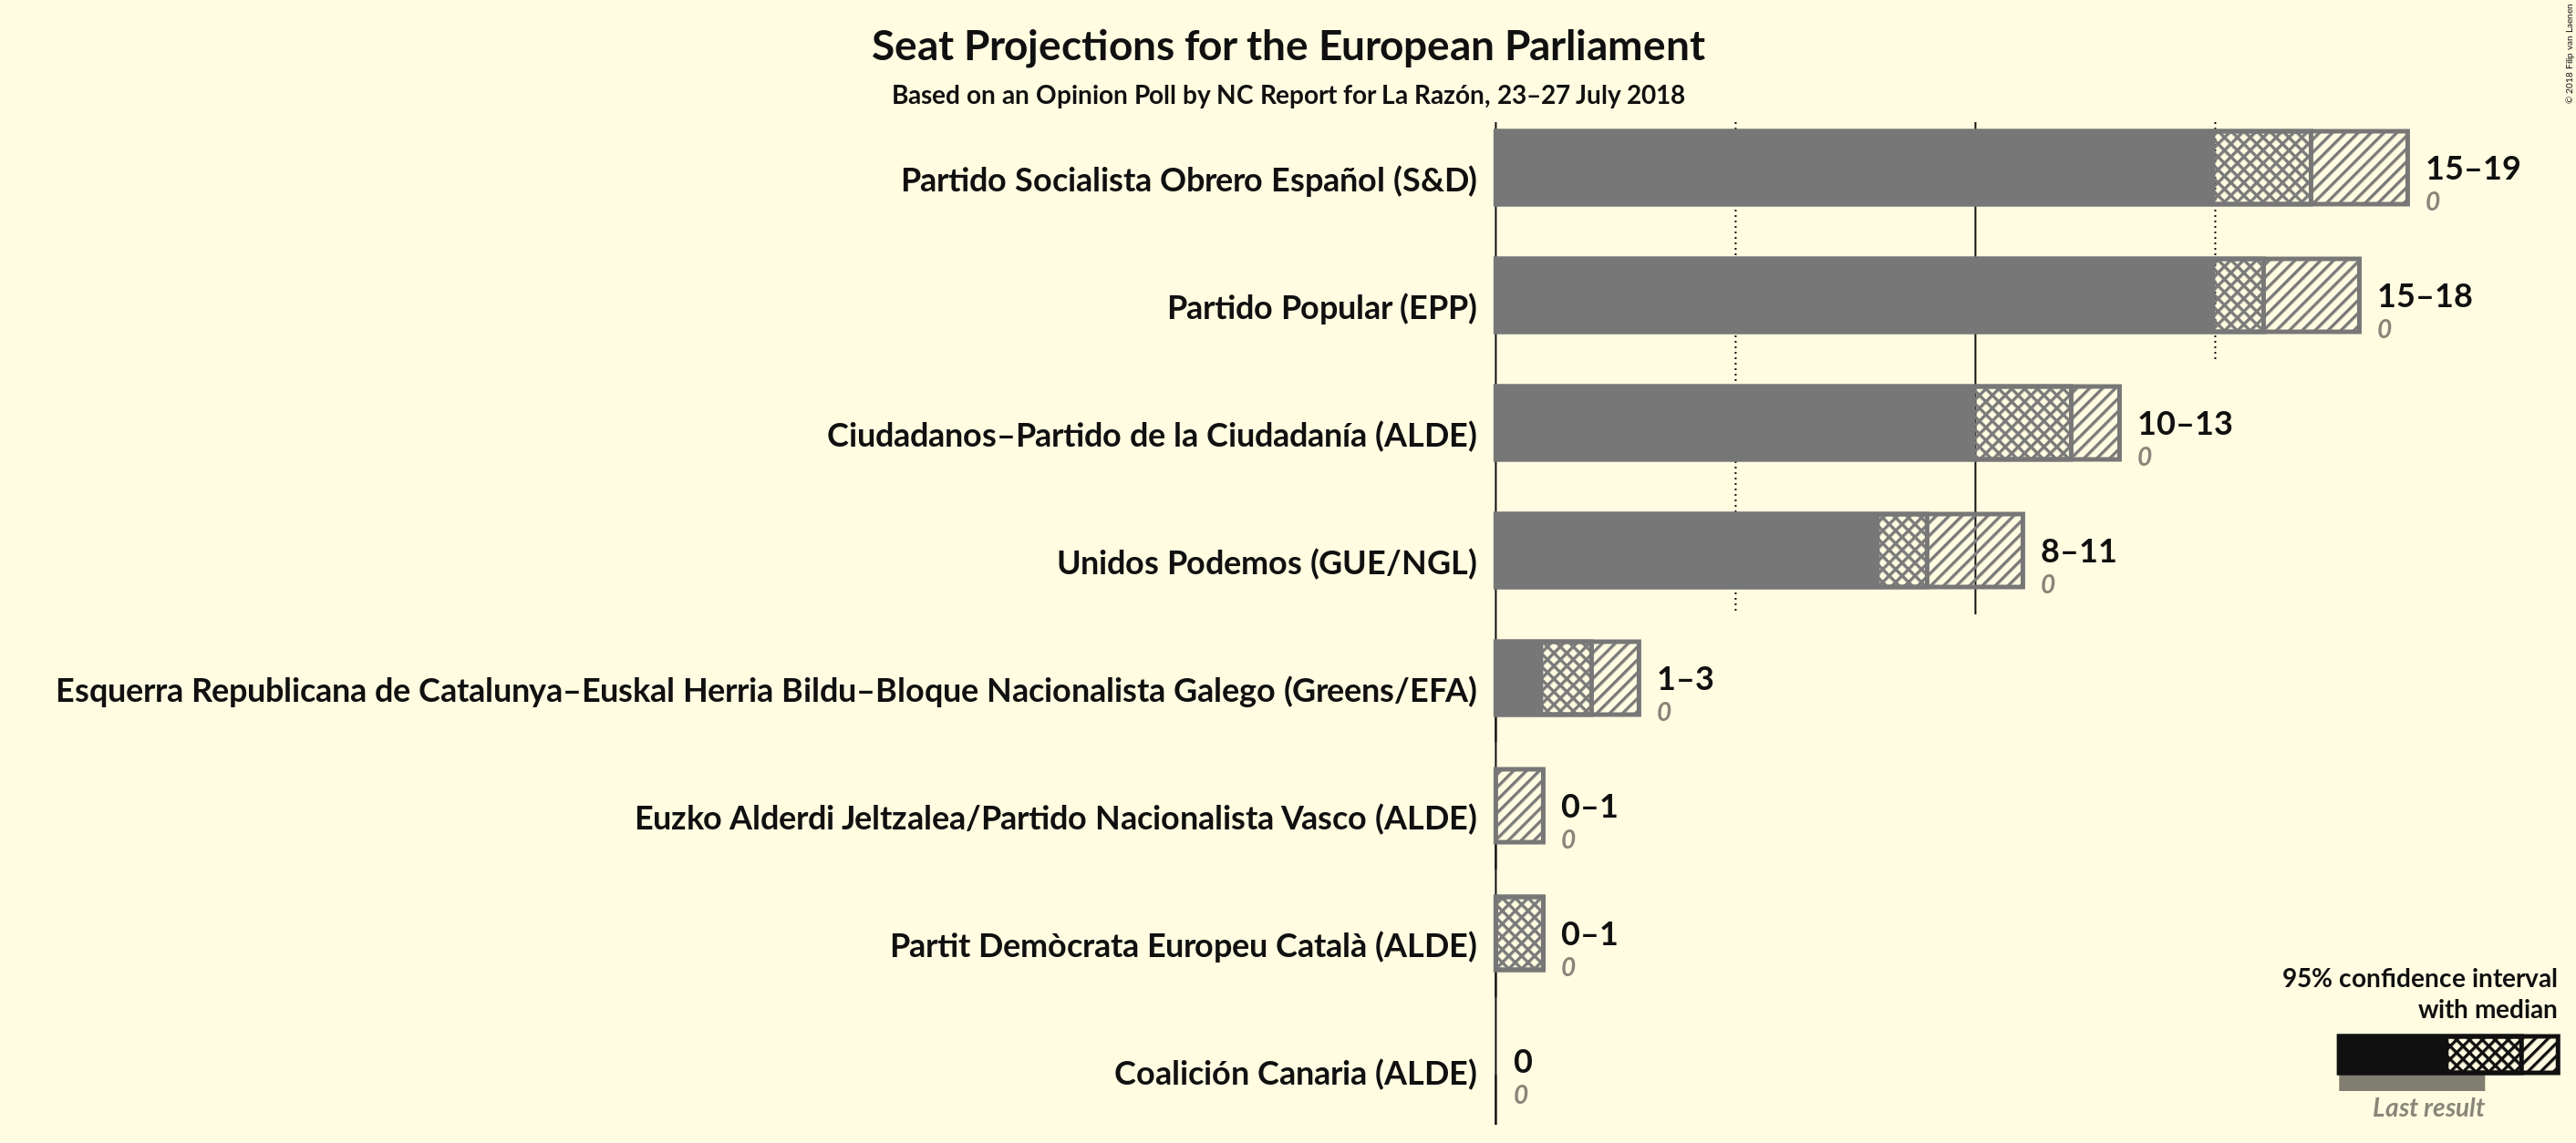 Seat Projections for the European Parliament
Based on an Opinion Poll by NC Report for La Razón, 23–27 July 2018
© 2018 Filip van Laenen
Partido Socialista Obrero Español (S&D)
15–19
0
Partido Popular (EPP)
15–18
0
Ciudadanos–Partido de la Ciudadanía (ALDE)
10–13
0
Unidos Podemos (GUE/NGL)
8–11
0
Esquerra Republicana de Catalunya–Euskal Herria Bildu–Bloque Nacionalista Galego (Greens/EFA)
1–3
0
Euzko Alderdi Jeltzalea/Partido Nacionalista Vasco (ALDE)
0–1
0
Partit Demòcrata Europeu Català (ALDE)
0–1
0
Coalición Canaria (ALDE)
0
0
95% confidence interval
with median
Last result